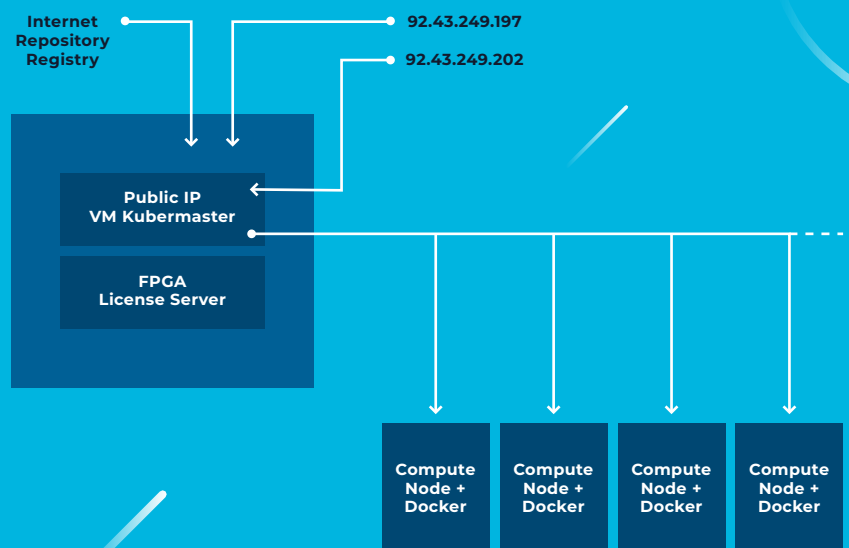 Internet
Repository
Registry
92.43.249.197
92.43.249.202
Public IP
VM Kubermaster
FPGA
License Server
Compute
Node +
Docker
Compute
Node +
Docker
Compute
Node +
Docker
Compute
Node +
Docker